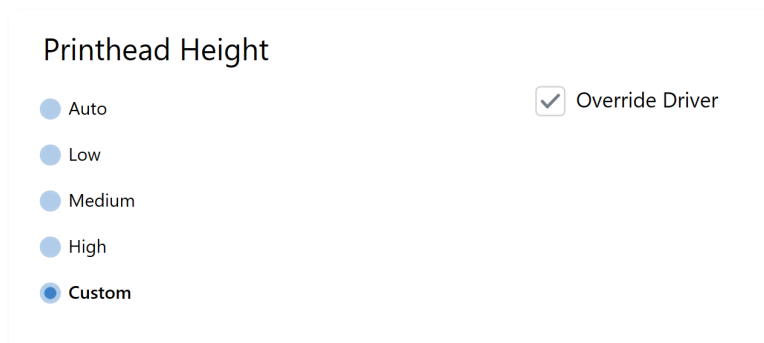 Printhead Height
Override Driver
Auto
Low
Medium
High
Custom